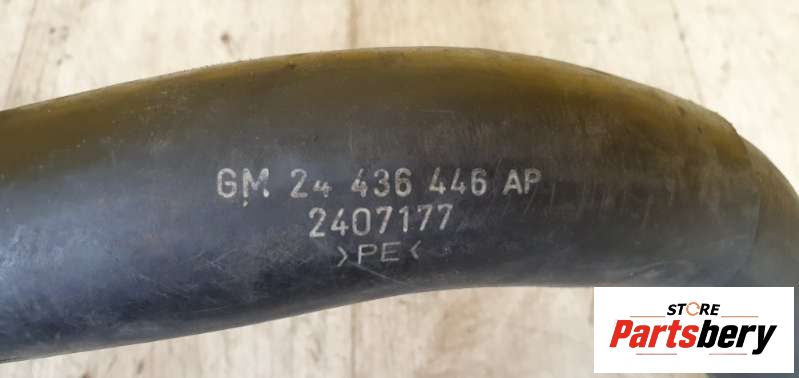 GM 24 436 446 AP
2407177
>PE<
STORE
Partsbery